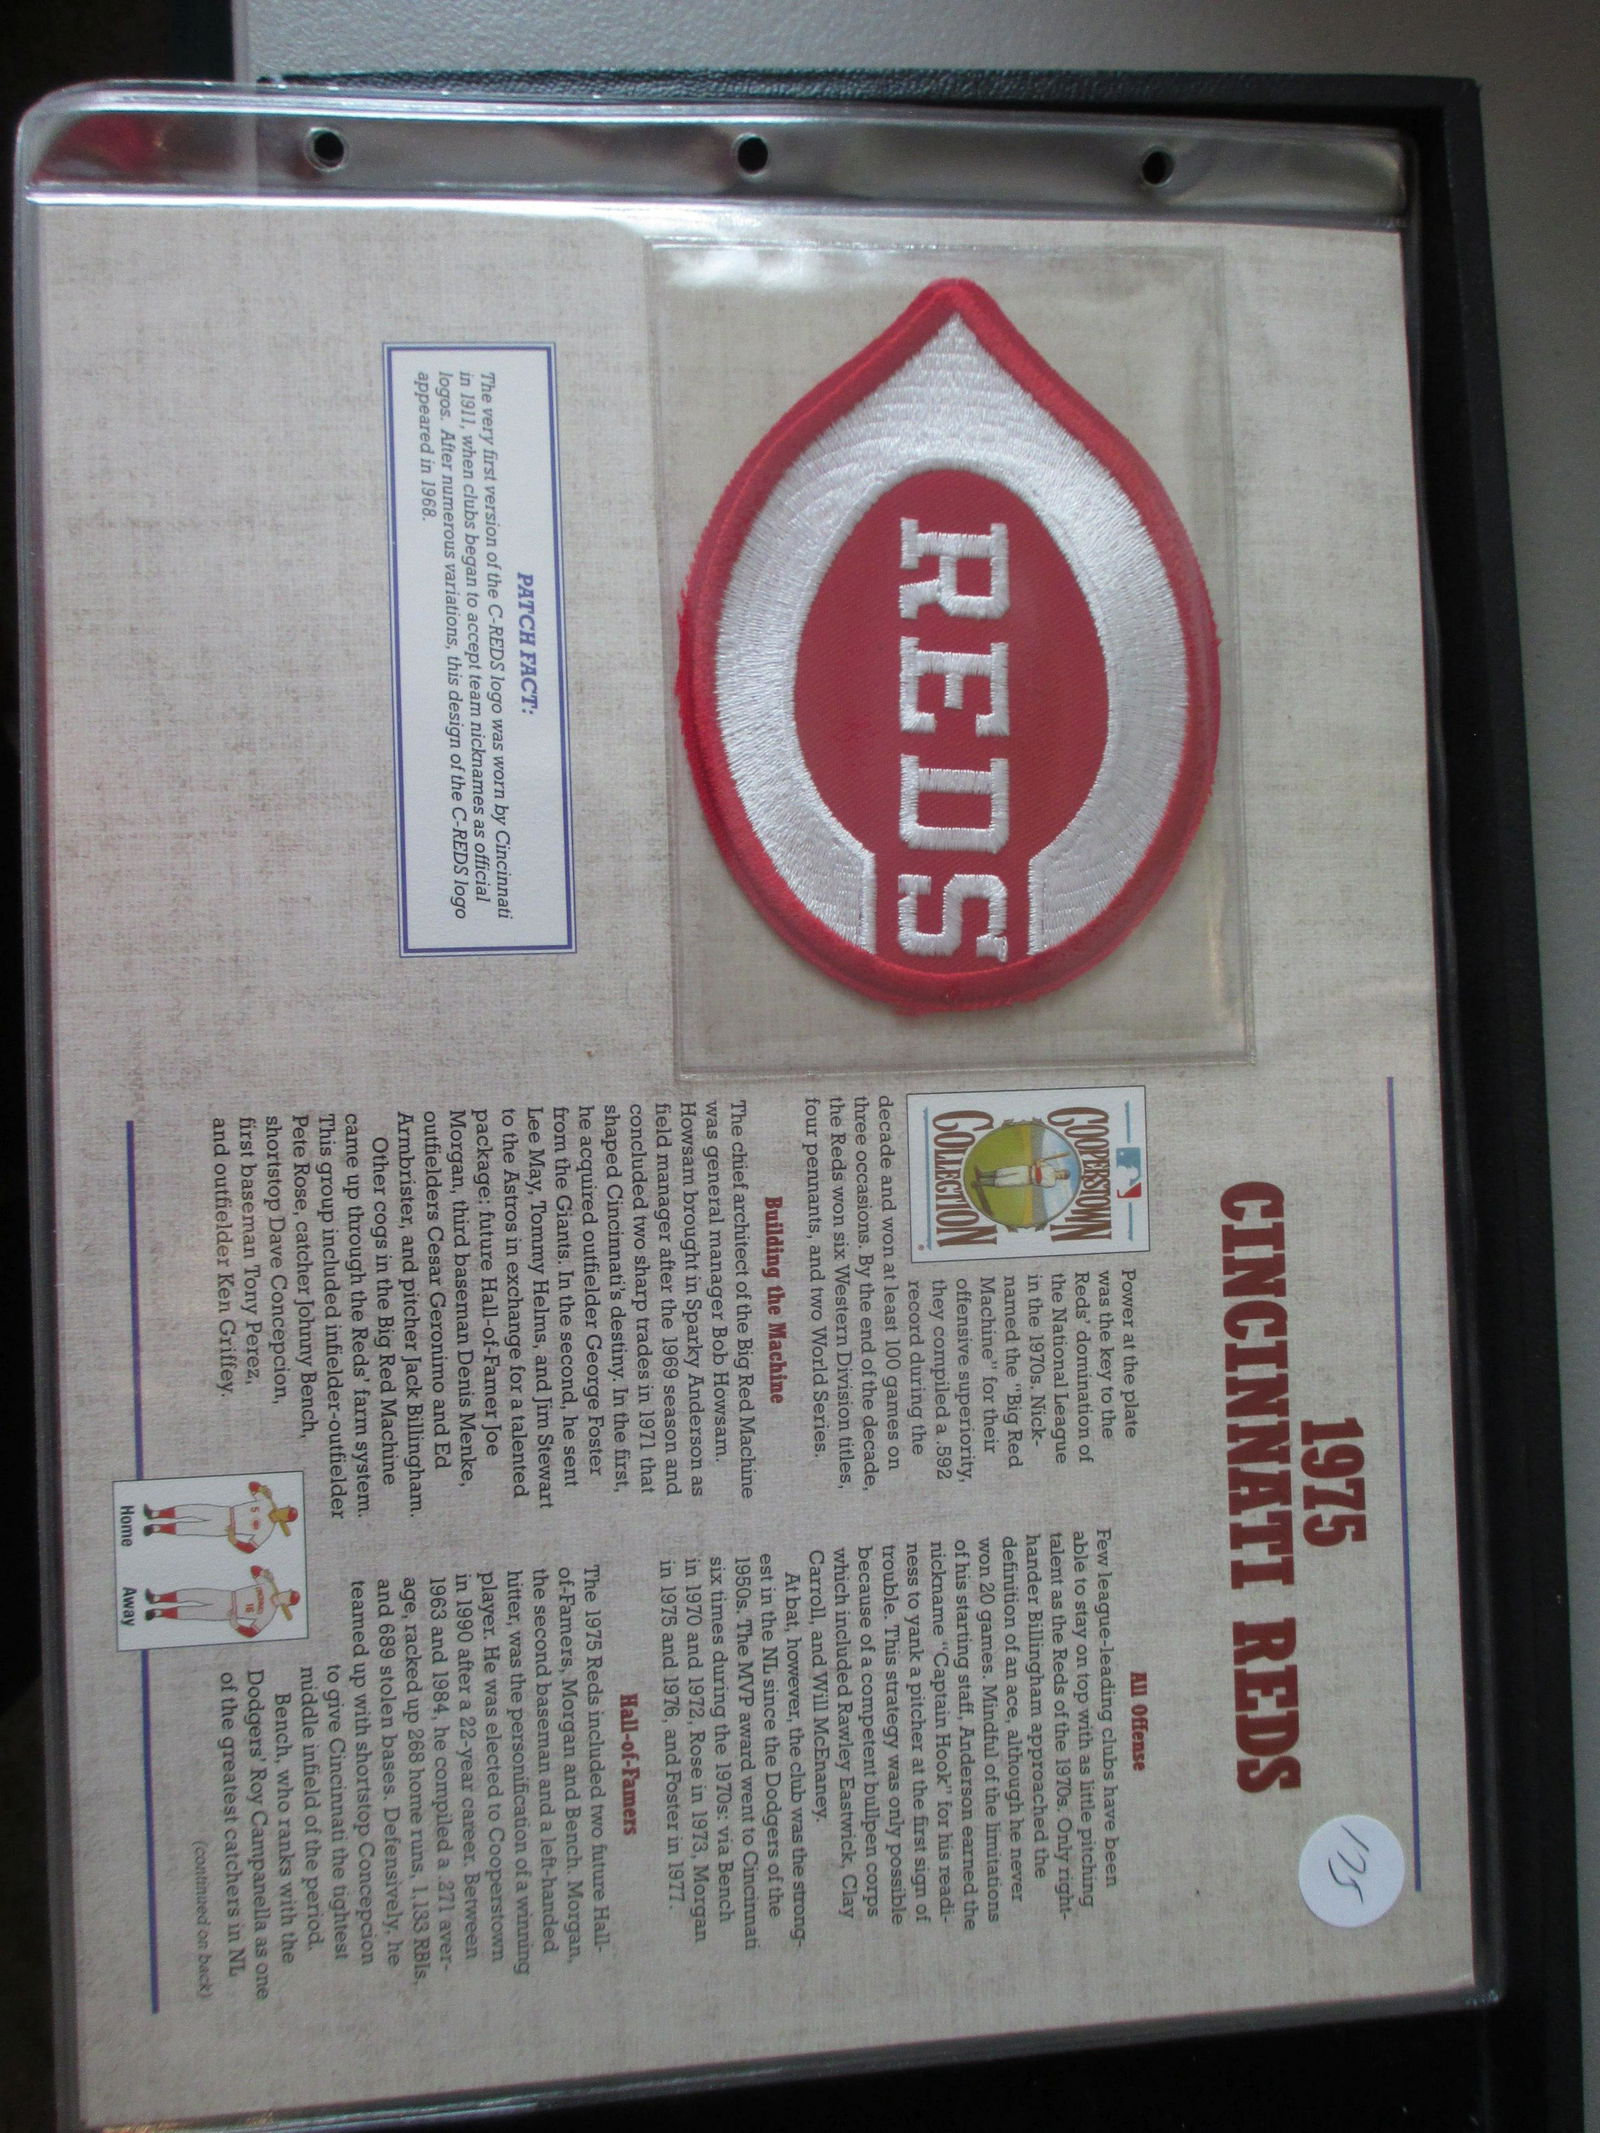 1975
CINCINNATI REDS
125
REDS
PATCH FACT:
The very first version of the C-REDS logo was worn by Cincinnati
in 1911, when clubs began to accept team nicknames as official
logos. After numerous variations, this design of the C-REDS logo
appeared in 1968.
COOPERSTOWN
COLLECTION
Power at the plate
was the key to the
Reds' domination of
the National League
in the 1970s. Nick-
named the "Big Red
Machine" for their
offensive superiority,
they compiled a .592
record during the
decade and won at least 100 games on
three occasions. By the end of the decade,
the Reds won six Western Division titles,
four pennants, and two World Series.
Building the Machine
The chief architect of the Big Red Machine
was general manager Bob Howsam.
Howsam brought in Sparky Anderson as
field manager after the 1969 season and
concluded two sharp trades in 1971 that
shaped Cincinnati's destiny. In the first,
he acquired outfielder George Foster
from the Giants. In the second, he sent
Lee May, Tommy Helms, and Jim Stewart
to the Astros in exchange for a talented
package: future Hall-of-Famer Joe
Morgan, third baseman Denis Menke,
outfielders Cesar Geronimo and Ed
Armbrister, and pitcher Jack Billingham.
Other cogs in the Big Red Machine
came up through the Reds' farm system.
This group included infielder-outfielder
Pete Rose, catcher Johnny Bench,
shortstop Dave Concepcion,
first baseman Tony Perez,
and outfielder Ken Griffey.
Home Away
All Offense
Few league-leading clubs have been
able to stay on top with as little pitching
talent as the Reds of the 1970s. Only right-
hander Billingham approached the
definition of an ace, although he never
won 20 games. Mindful of the limitations
of his starting staff, Anderson earned the
nickname "Captain Hook" for his readi-
ness to yank a pitcher at the first sign of
trouble. This strategy was only possible
because of a competent bullpen corps
which included Rawley Eastwick, Clay
Carroll, and Will McEnaney.
At bat, however, the club was the strong-
est in the NL since the Dodgers of the
1950s. The MVP award went to Cincinnati
six times during the 1970s: via Bench
in 1970 and 1972, Rose in 1973, Morgan
in 1975 and 1976, and Foster in 1977.
Hall-of-Famers
The 1975 Reds included two future Hall-
of-Famers, Morgan and Bench. Morgan,
the second baseman and a left-handed
hitter, was the personification of a winning
player. He was elected to Cooperstown
in 1990 after a 22-year career. Between
1963 and 1984, he compiled a .271 aver-
age, racked up 268 home runs, 1,133 RBIs,
and 689 stolen bases. Defensively, he
teamed up with shortstop Concepcion
to give Cincinnati the tightest
middle infield of the period.
Bench, who ranks with the
Dodgers' Roy Campanella as one
of the greatest catchers in NL
(continued on back)